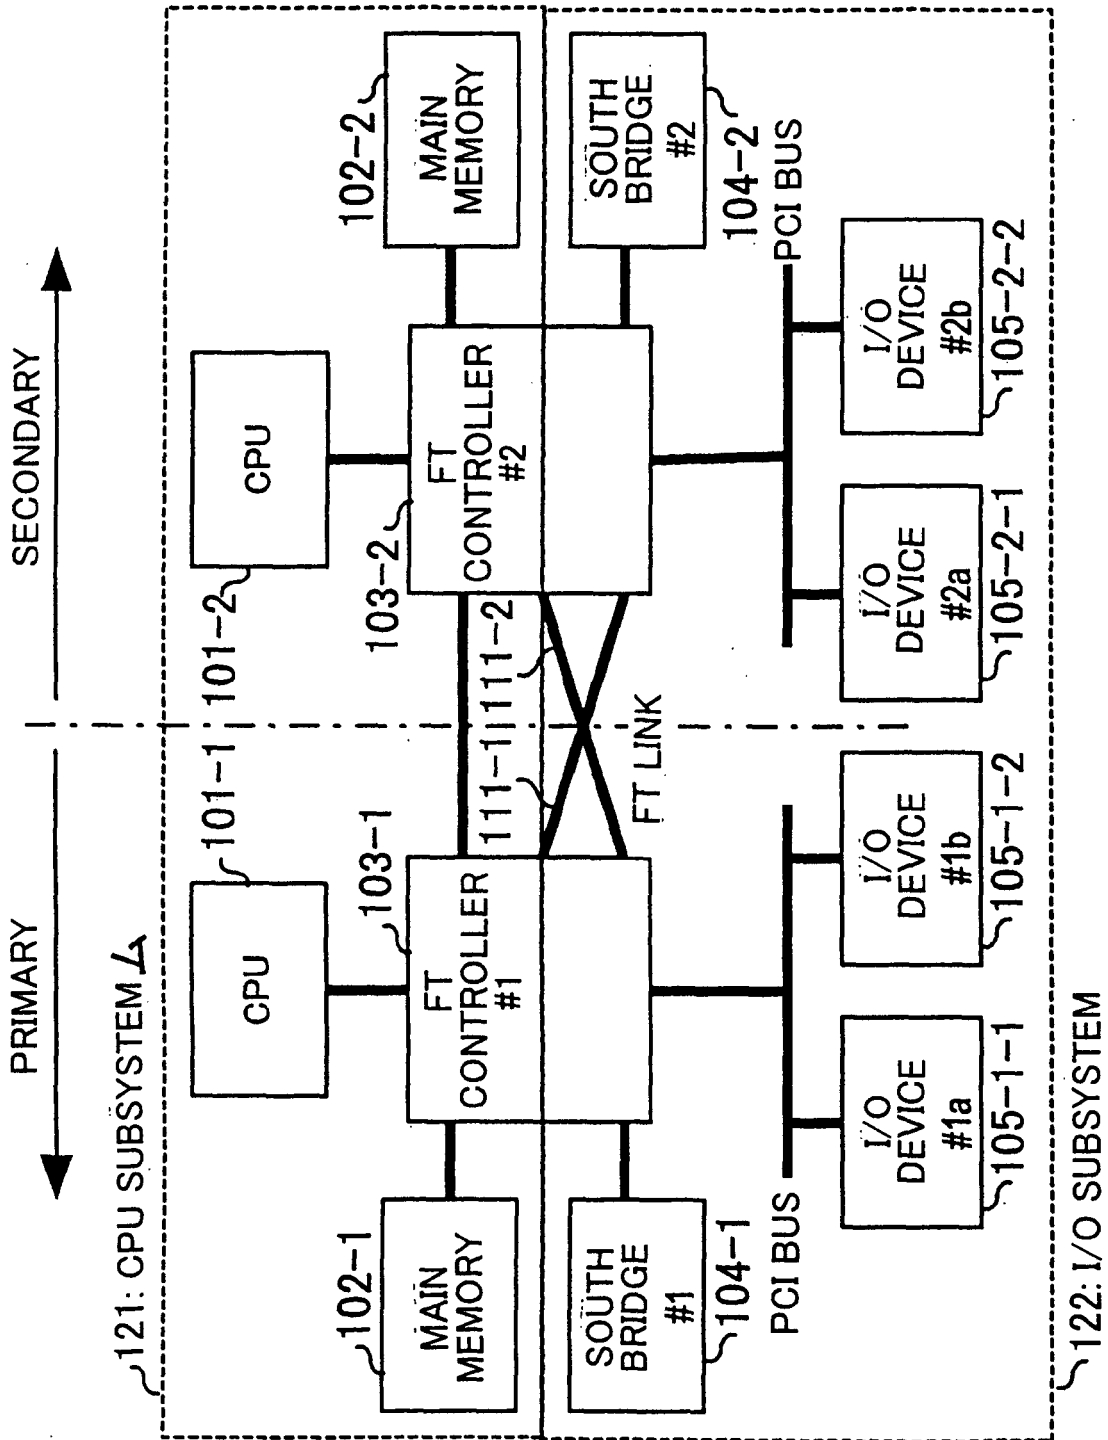 PRIMARY
SECONDARY
121: CPU SUBSYSTEM
101-1
101-2
CPU
CPU
102-1
103-1
103-2
102-2
MAIN
MEMORY
FT
CONTROLLER
#1
FT
CONTROLLER
#2
MAIN
MEMORY
111-1
111-2
FT LINK
SOUTH
BRIDGE
#1
SOUTH
BRIDGE
#2
104-1
104-2
PCI BUS
PCI BUS
I/O
DEVICE
#1a
I/O
DEVICE
#1b
I/O
DEVICE
#2a
I/O
DEVICE
#2b
105-1-1
105-1-2
105-2-1
105-2-2
122: I/O SUBSYSTEM